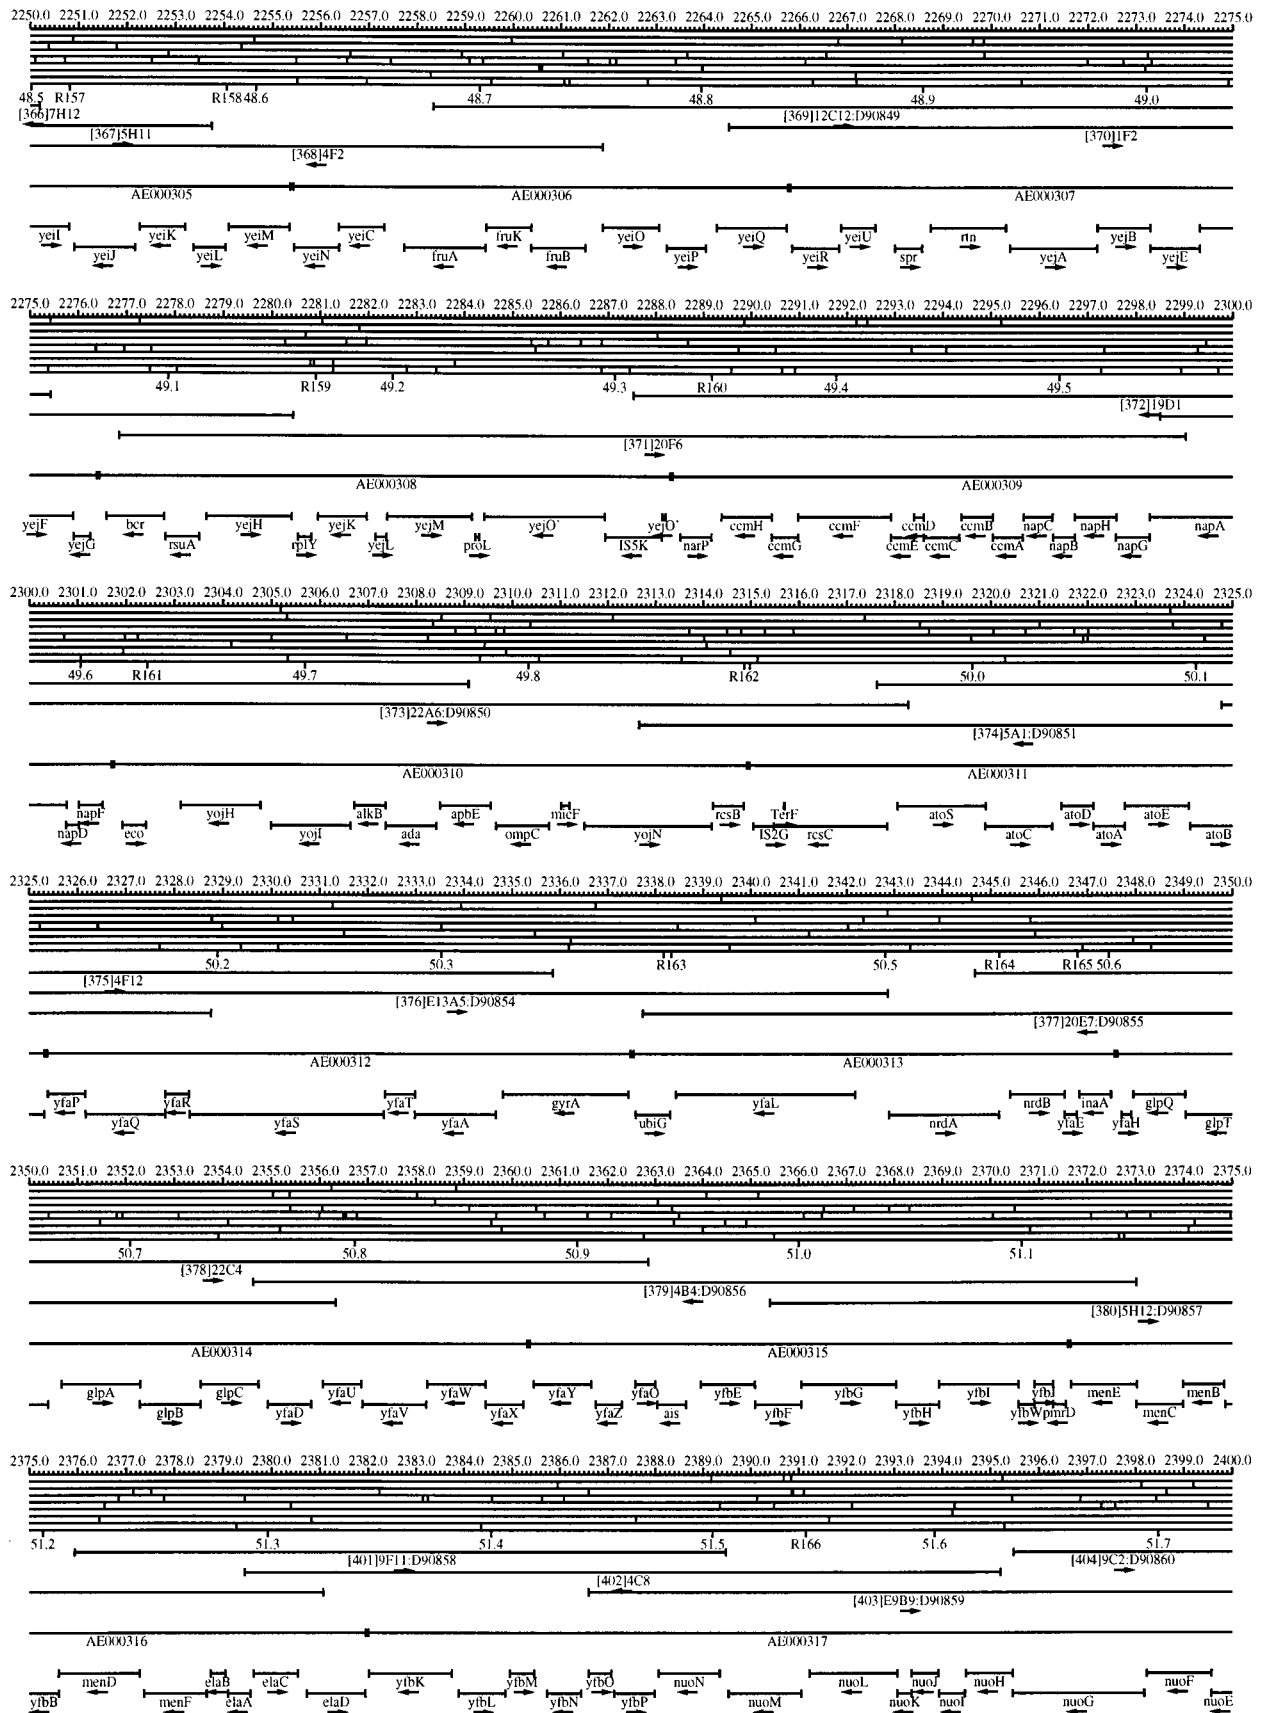 2250.0 2251.0 2252.0 2253.0 2254.0 2255.0 2256.0 2257.0 2258.0 2259.0 2260.0 2261.0 2262.0 2263.0 2264.0 2265.0 2266.0 2267.0 2268.0 2269.0 2270.0 2271.0 2272.0 2273.0 2274.0 2275.0
48.5 R157 R158 48.6 48.7 48.8 48.9 49.0
[366]7H12 [369]12C12:D90849
[367]5H11 [370]1F2
[368]4F2
AE000305 AE000306 AE000307
yeiI yeiK yeiM yeiC fruK yeiO yeiQ yeiU rtn yejB
yeiJ yeiL yeiN fruA fruB yeiP yeiR spr yejA yejE
2275.0 2276.0 2277.0 2278.0 2279.0 2280.0 2281.0 2282.0 2283.0 2284.0 2285.0 2286.0 2287.0 2288.0 2289.0 2290.0 2291.0 2292.0 2293.0 2294.0 2295.0 2296.0 2297.0 2298.0 2299.0 2300.0
49.1 R159 49.2 49.3 R160 49.4 49.5
[372]19D1
[371]20F6
AE000308 AE000309
yejF bcr yejH yejK yejM yejO` yejO` ccmH ccmF ccmD ccmB napC napH napA
yejG rsuA rplY yejL proL IS5K narP ccmG ccmE ccmC ccmA napB napG
2300.0 2301.0 2302.0 2303.0 2304.0 2305.0 2306.0 2307.0 2308.0 2309.0 2310.0 2311.0 2312.0 2313.0 2314.0 2315.0 2316.0 2317.0 2318.0 2319.0 2320.0 2321.0 2322.0 2323.0 2324.0 2325.0
49.6 R161 49.7 49.8 R162 50.0 50.1
[373]22A6:D90850
[374]5A1:D90851
AE000310 AE000311
napF yojH alkB apbE micF rcsB TerF atoS atoD atoE
napD eco yojI ada ompC yojN IS2G rcsC atoC atoA atoB
2325.0 2326.0 2327.0 2328.0 2329.0 2330.0 2331.0 2332.0 2333.0 2334.0 2335.0 2336.0 2337.0 2338.0 2339.0 2340.0 2341.0 2342.0 2343.0 2344.0 2345.0 2346.0 2347.0 2348.0 2349.0 2350.0
50.2 50.3 R163 50.5 R164 R165 50.6
[375]4F12
[376]E13A5:D90854
[377]20E7:D90855
AE000312 AE000313
yfaP yfaR yfaT gyrA yfaL nrdB inaA glpQ
yfaQ yfaS yfaA ubiG nrdA yfaE yfaH glpT
2350.0 2351.0 2352.0 2353.0 2354.0 2355.0 2356.0 2357.0 2358.0 2359.0 2360.0 2361.0 2362.0 2363.0 2364.0 2365.0 2366.0 2367.0 2368.0 2369.0 2370.0 2371.0 2372.0 2373.0 2374.0 2375.0
50.7 50.8 50.9 51.0 51.1
[378]22C4
[379]4B4:D90856
[380]5H12:D90857
AE000314 AE000315
glpA glpC yfaU yfaW yfaY yfaO yfbE yfbG yfbI yfbJ menE menB
glpB yfaD yfaV yfaX yfaZ ais yfbF yfbH yfbW pmrD menC
2375.0 2376.0 2377.0 2378.0 2379.0 2380.0 2381.0 2382.0 2383.0 2384.0 2385.0 2386.0 2387.0 2388.0 2389.0 2390.0 2391.0 2392.0 2393.0 2394.0 2395.0 2396.0 2397.0 2398.0 2399.0 2400.0
51.2 51.3 51.4 51.5 R166 51.6 51.7
[401]9F11:D90858 [404]9C2:D90860
[402]4C8
[403]E9B9:D90859
AE000316 AE000317
menD elaB elaC yfbK yfbM yfbO nuoN nuoL nuoJ nuoH nuoF
yfbB menF elaA elaD yfbL yfbN yfbP nuoM nuoK nuoI nuoG nuoE